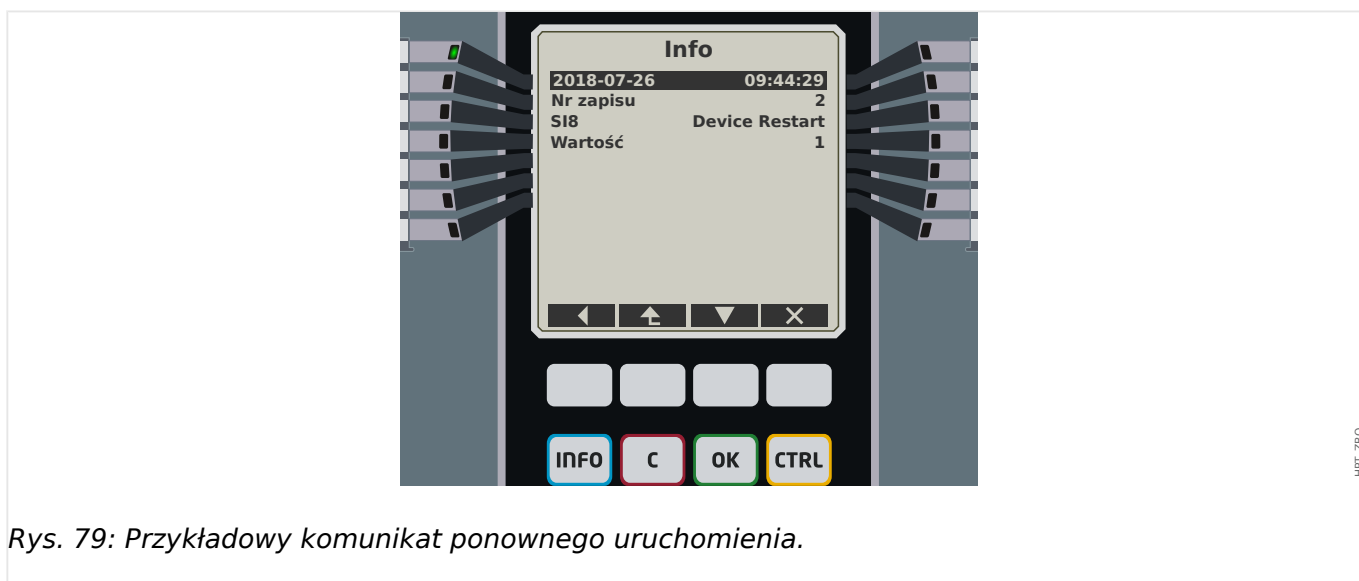 Info
2018-07-26 09:44:29
Nr zapisu 2
SI8 Device Restart
Wartość 1
INFO C OK CTRL
Rys. 79: Przykładowy komunikat ponownego uruchomienia.